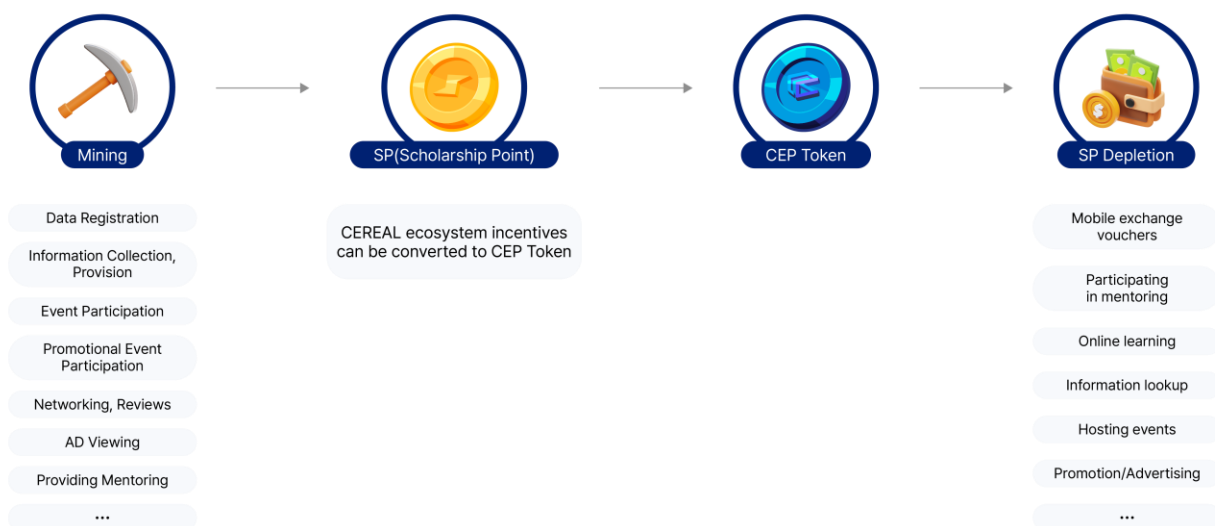 Mining
SP(Scholarship Point)
CEP Token
SP Depletion
Data Registration
Information Collection,
Provision
Event Participation
Promotional Event
Participation
Networking, Reviews
AD Viewing
Providing Mentoring
...
CEREAL ecosystem incentives
can be converted to CEP Token
Mobile exchange
vouchers
Participating
in mentoring
Online learning
Information lookup
Hosting events
Promotion/Advertising
...